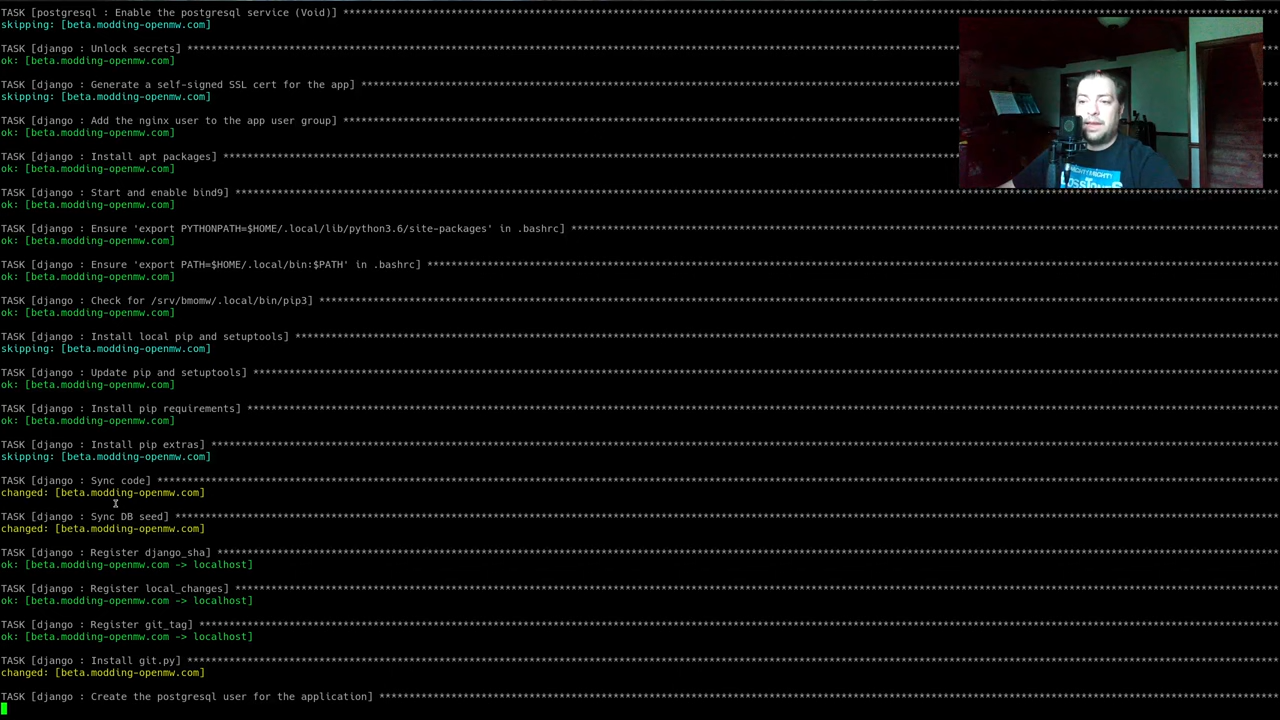 TASK [postgresql : Enable the postgresql service (Void)] ****************************************************************************************************************************************************
skipping: [beta.modding-openmw.com]
TASK [django : Unlock secrets] ****************************************************************************************************************************************************
ok: [beta.modding-openmw.com]
TASK [django : Generate a self-signed SSL cert for the app] ****************************************************************************************************************************************************
skipping: [beta.modding-openmw.com]
TASK [django : Add the nginx user to the app user group] ****************************************************************************************************************************************************
ok: [beta.modding-openmw.com]
TASK [django : Install apt packages] ****************************************************************************************************************************************************
ok: [beta.modding-openmw.com]
TASK [django : Start and enable bind9] ****************************************************************************************************************************************************
ok: [beta.modding-openmw.com]
TASK [django : Ensure 'export PYTHONPATH=$HOME/.local/lib/python3.6/site-packages' in .bashrc] ***********************************************************************************************************************
ok: [beta.modding-openmw.com]
TASK [django : Ensure 'export PATH=$HOME/.local/bin:$PATH' in .bashrc] ***********************************************************************************************************************************************
ok: [beta.modding-openmw.com]
TASK [django : Check for /srv/bmomw/.local/bin/pip3] ****************************************************************************************************************************************************
ok: [beta.modding-openmw.com]
TASK [django : Install local pip and setuptools] ****************************************************************************************************************************************************
skipping: [beta.modding-openmw.com]
TASK [django : Update pip and setuptools] ****************************************************************************************************************************************************
ok: [beta.modding-openmw.com]
TASK [django : Install pip requirements] ****************************************************************************************************************************************************
ok: [beta.modding-openmw.com]
TASK [django : Install pip extras] ****************************************************************************************************************************************************
skipping: [beta.modding-openmw.com]
TASK [django : Sync code] ****************************************************************************************************************************************************
changed: [beta.modding-openmw.com]
TASK [django : Sync DB seed] ****************************************************************************************************************************************************
changed: [beta.modding-openmw.com]
TASK [django : Register django_sha] ****************************************************************************************************************************************************
ok: [beta.modding-openmw.com -> localhost]
TASK [django : Register local_changes] ****************************************************************************************************************************************************
ok: [beta.modding-openmw.com -> localhost]
TASK [django : Register git_tag] ****************************************************************************************************************************************************
ok: [beta.modding-openmw.com -> localhost]
TASK [django : Install git.py] ****************************************************************************************************************************************************
changed: [beta.modding-openmw.com]
TASK [django : Create the postgresql user for the application] ****************************************************************************************************************************************************